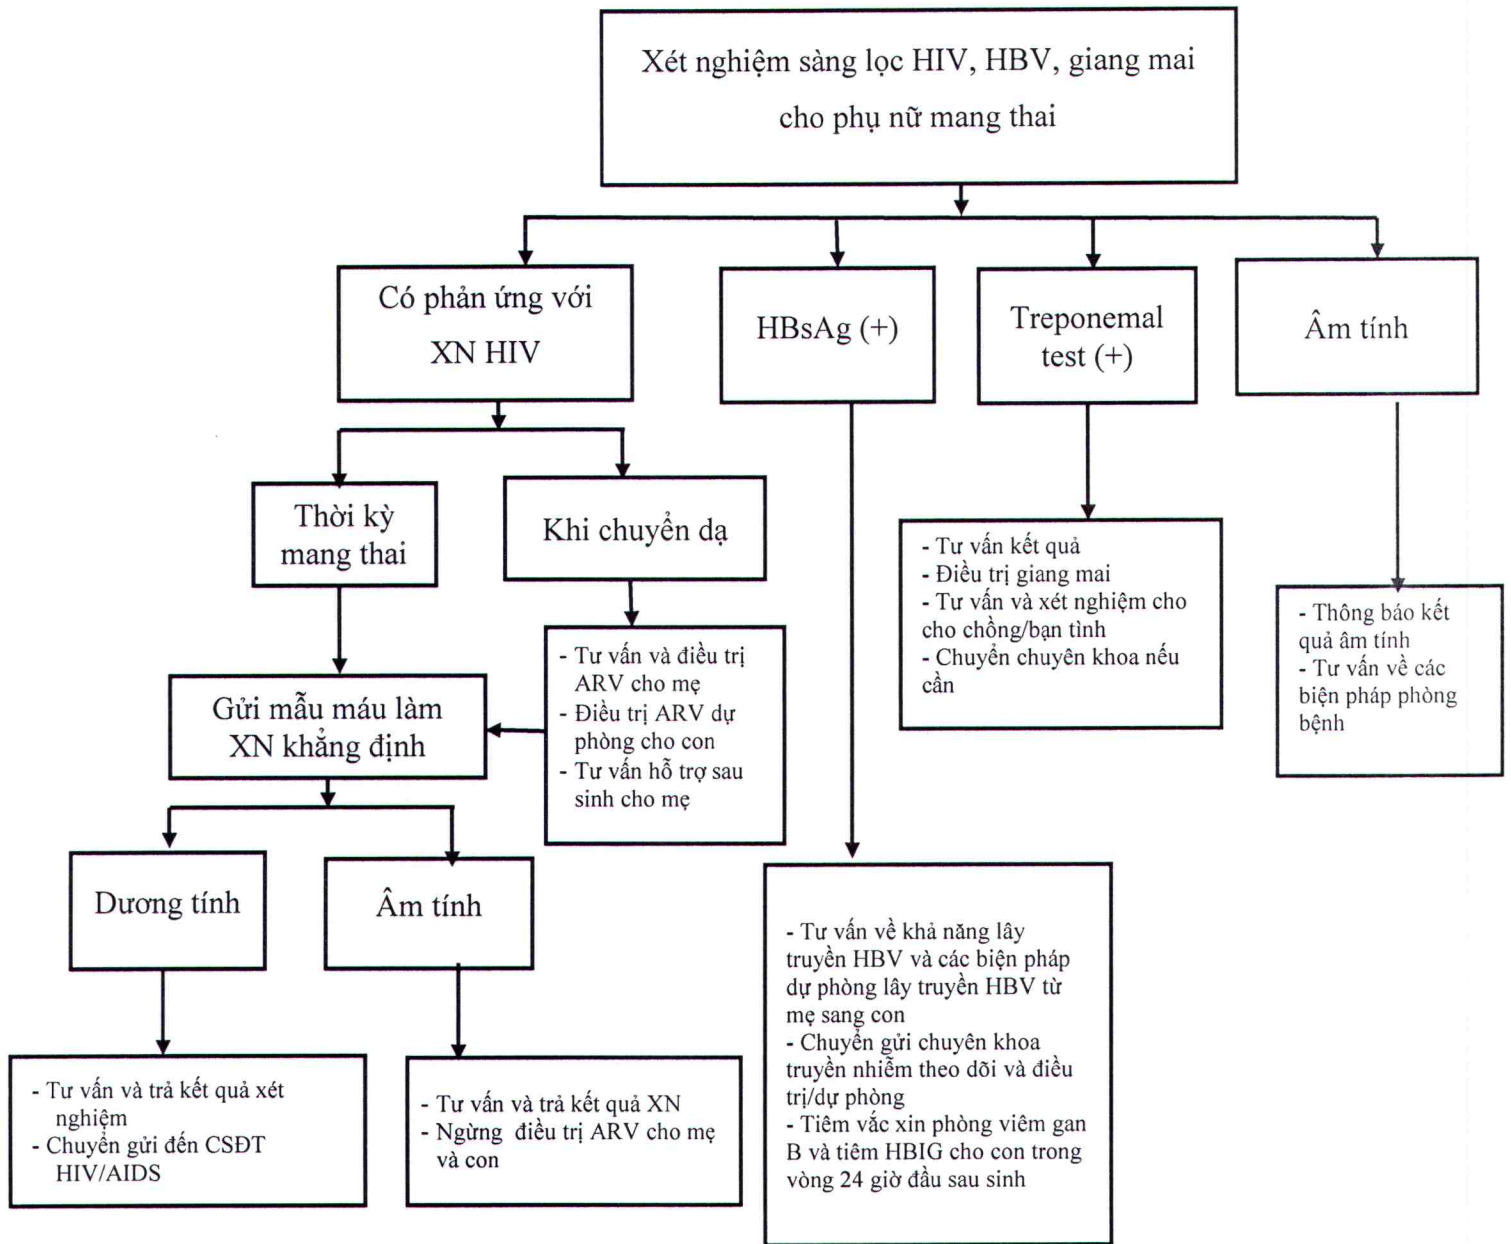 Xét nghiệm sàng lọc HIV, HBV, giang mai
cho phụ nữ mang thai
Có phản ứng với
XN HIV
HBsAg (+)
Treponemal
test (+)
Âm tính
Thời kỳ
mang thai
Khi chuyển dạ
- Tư vấn kết quả
- Điều trị giang mai
- Tư vấn và xét nghiệm cho
cho chồng/bạn tình
- Chuyển chuyên khoa nếu
cần
- Thông báo kết
quả âm tính
- Tư vấn về các
biện pháp phòng
bệnh
Gửi mẫu máu làm
XN khẳng định
- Tư vấn và điều trị
ARV cho mẹ
- Điều trị ARV dự
phòng cho con
- Tư vấn hỗ trợ sau
sinh cho mẹ
Dương tính
Âm tính
- Tư vấn về khả năng lây
truyền HBV và các biện pháp
dự phòng lây truyền HBV từ
mẹ sang con
- Chuyển gửi chuyên khoa
truyền nhiễm theo dõi và điều
trị/dự phòng
- Tiêm vắc xin phòng viêm gan
B và tiêm HBIG cho con trong
vòng 24 giờ đầu sau sinh
- Tư vấn và trả kết quả xét
nghiệm
- Chuyển gửi đến CSĐT
HIV/AIDS
- Tư vấn và trả kết quả XN
- Ngừng điều trị ARV cho mẹ
và con